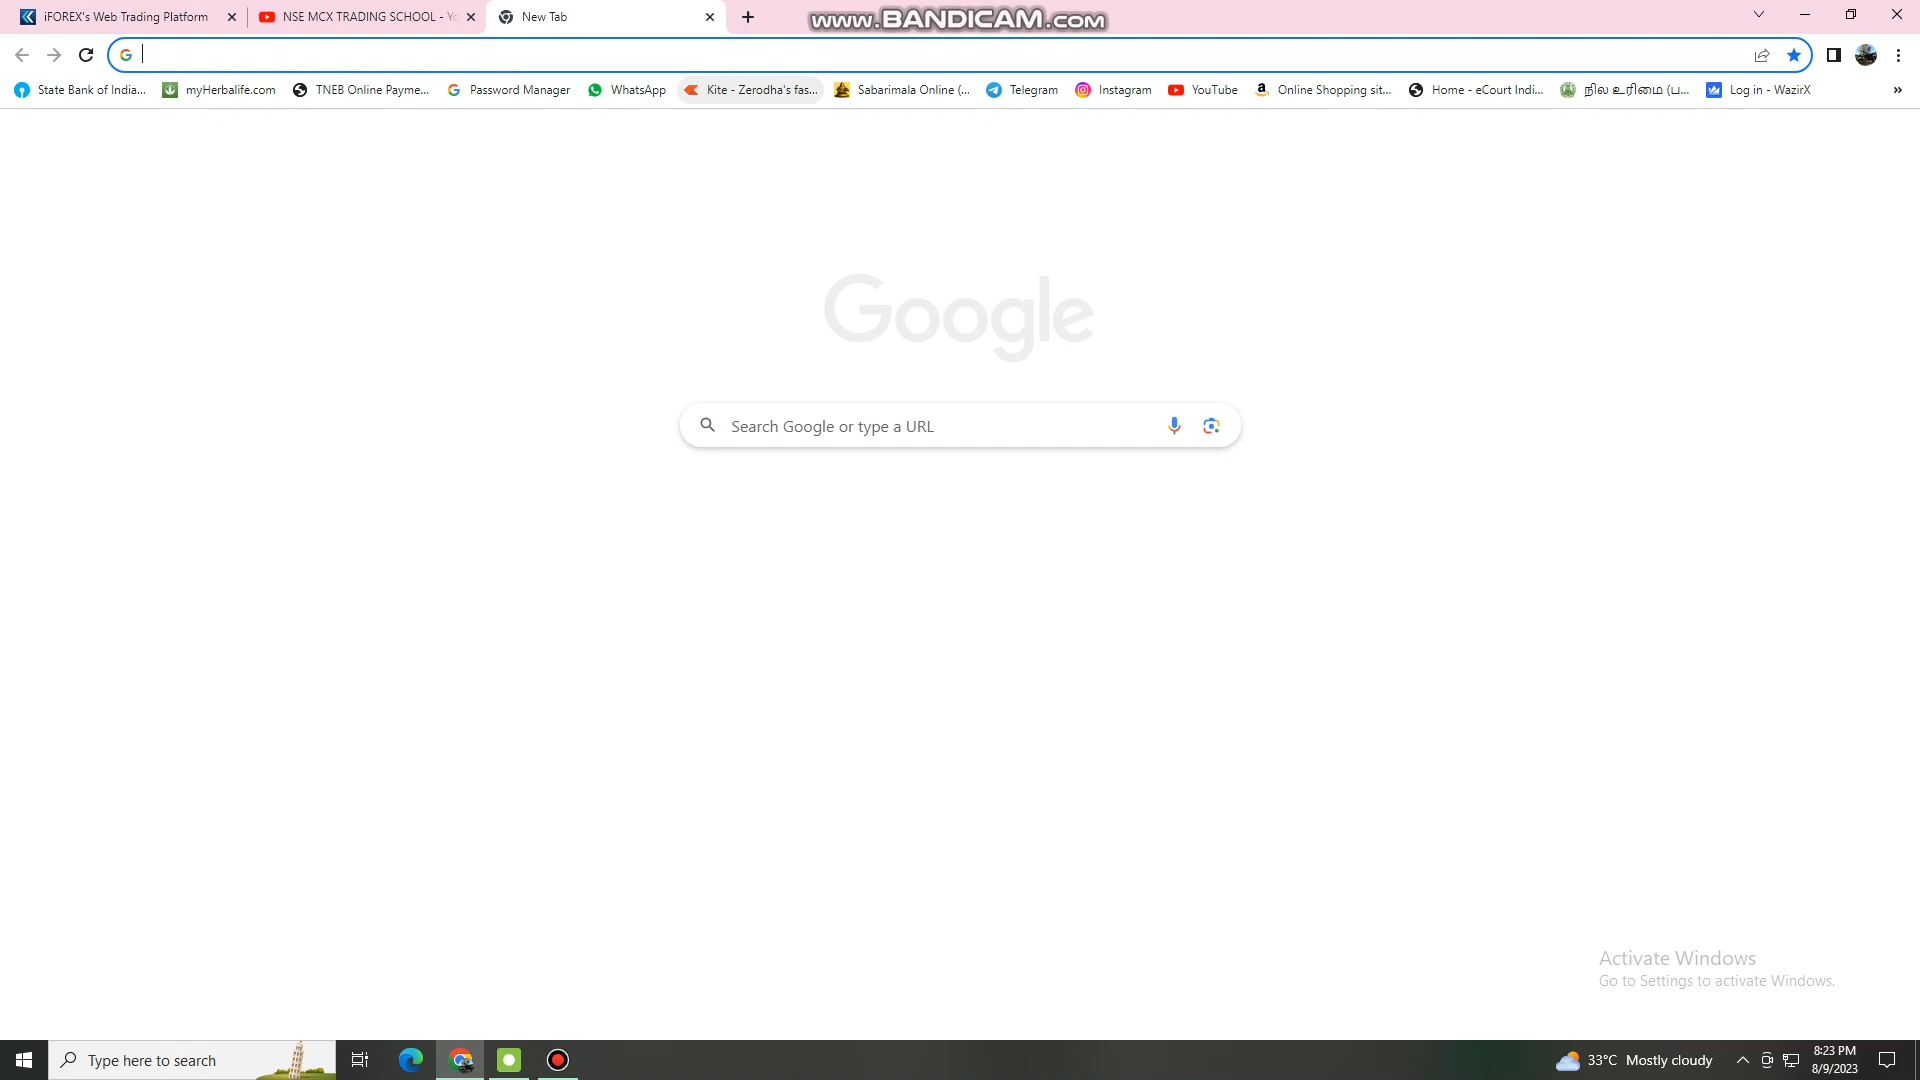 iFOREX's Web Trading Platform
NSE MCX TRADING SCHOOL - Yo
New Tab
www.BANDICAM.com
State Bank of India...
myHerbalife.com
TNEB Online Payme...
Password Manager
WhatsApp
Kite - Zerodha's fas...
Sabarimala Online (...
Telegram
Instagram
YouTube
Online Shopping sit...
Home - eCourt Indi...
நில உரிமை (ப...
Log in - WazirX
»
Google
Search Google or type a URL
Activate Windows
Go to Settings to activate Windows.
Type here to search
33°C Mostly cloudy
8:23 PM
8/9/2023